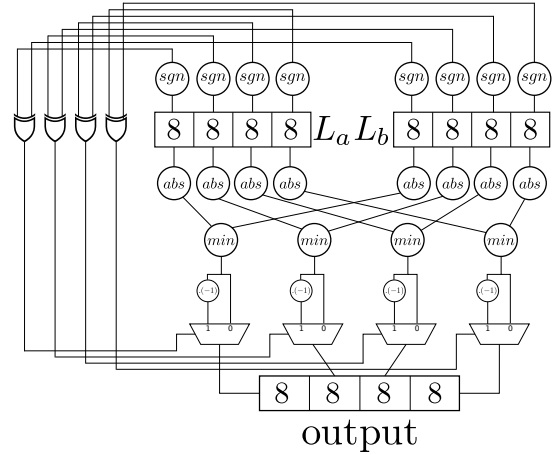 sgn sgn sgn sgn sgn sgn sgn sgn
8 8 8 8 L_a L_b 8 8 8 8
abs abs abs abs abs abs abs abs
min min min min
.(−1) .(−1) .(−1) .(−1)
1 0 1 0 1 0 1 0
8 8 8 8
output